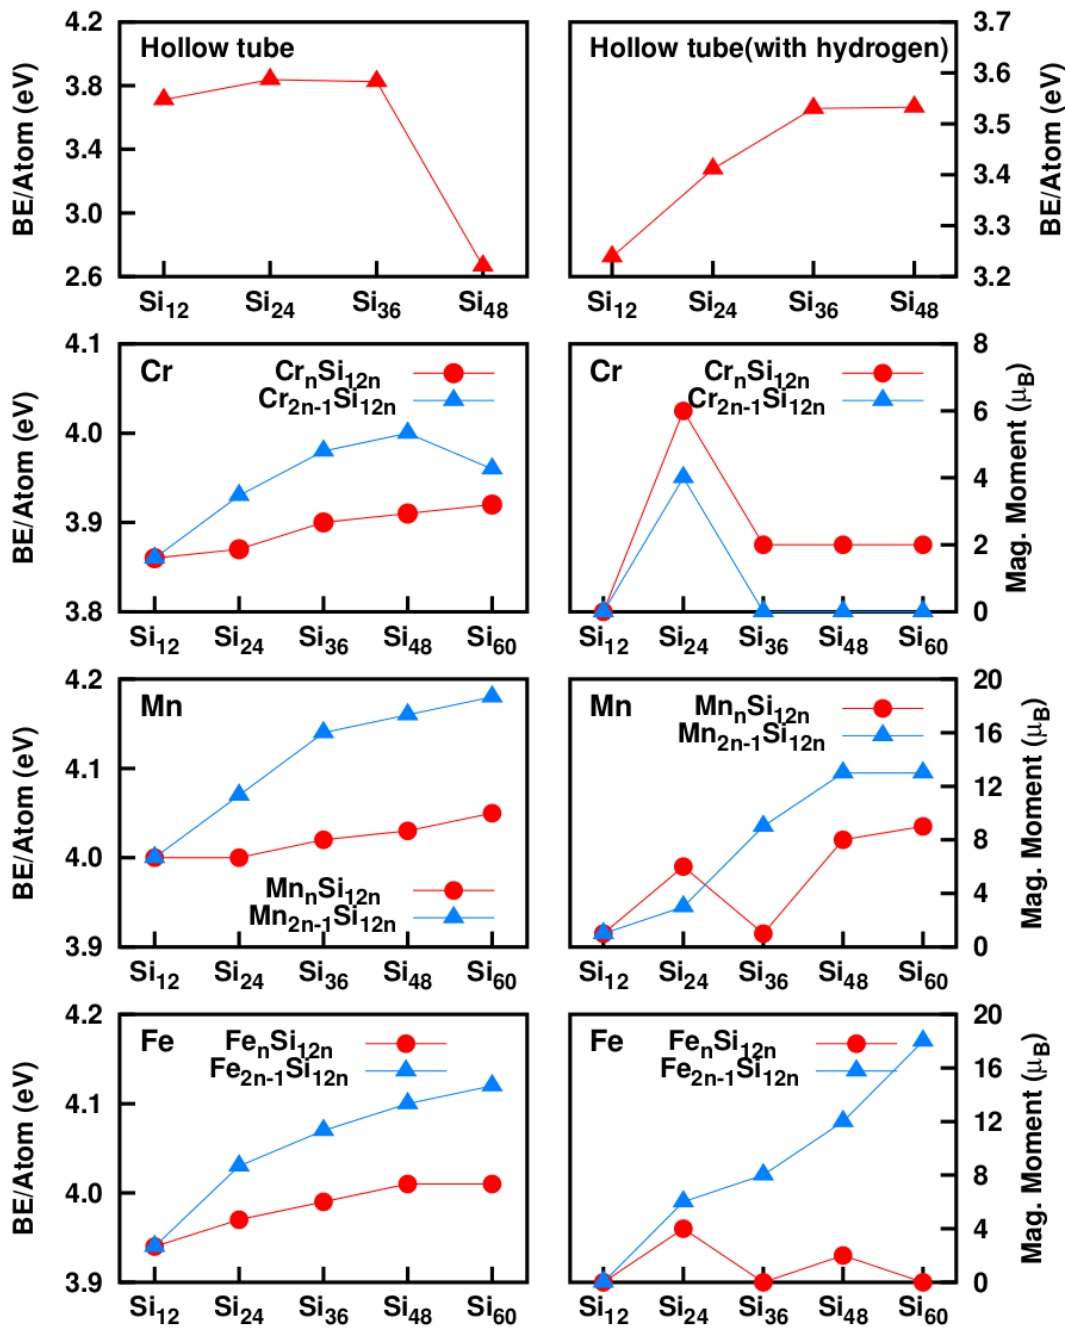 Hollow tube
BE/Atom (eV)
4.2
3.8
3.4
3.0
2.6
Si12 Si24 Si36 Si48
Hollow tube(with hydrogen)
BE/Atom (eV)
3.7
3.6
3.5
3.4
3.3
3.2
Si12 Si24 Si36 Si48
Cr
CrnSi12n
Cr2n-1Si12n
BE/Atom (eV)
4.1
4.0
3.9
3.8
Si12 Si24 Si36 Si48 Si60
Cr
CrnSi12n
Cr2n-1Si12n
Mag. Moment (μB)
8
6
4
2
0
Si12 Si24 Si36 Si48 Si60
Mn
MnnSi12n
Mn2n-1Si12n
BE/Atom (eV)
4.2
4.1
4.0
3.9
Si12 Si24 Si36 Si48 Si60
Mn
MnnSi12n
Mn2n-1Si12n
Mag. Moment (μB)
20
16
12
8
4
0
Si12 Si24 Si36 Si48 Si60
Fe
FenSi12n
Fe2n-1Si12n
BE/Atom (eV)
4.2
4.1
4.0
3.9
Si12 Si24 Si36 Si48 Si60
Fe
FenSi12n
Fe2n-1Si12n
Mag. Moment (μB)
20
16
12
8
4
0
Si12 Si24 Si36 Si48 Si60